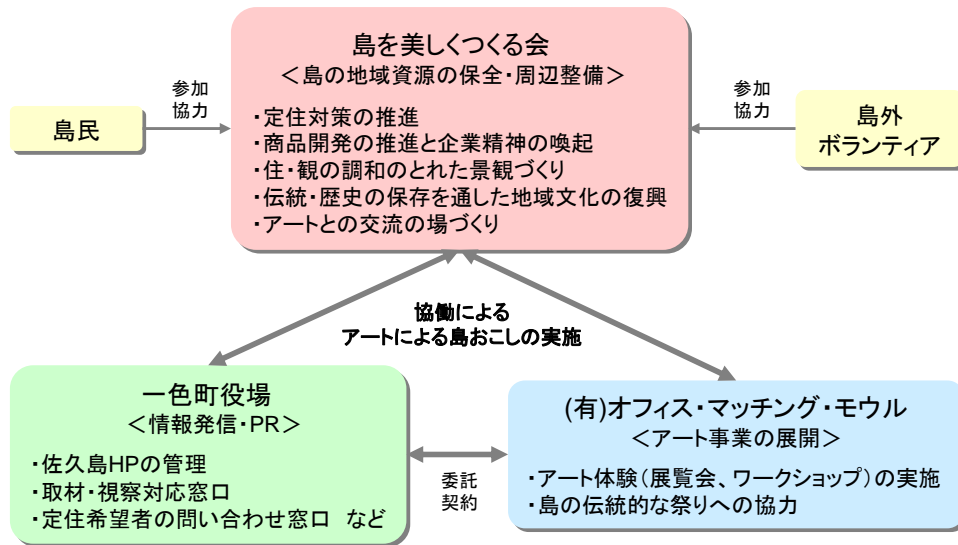 島を美しくつくる会
＜島の地域資源の保全・周辺整備＞
・定住対策の推進
・商品開発の推進と企業精神の喚起
・住・観の調和のとれた景観づくり
・伝統・歴史の保存を通した地域文化の復興
・アートとの交流の場づくり
島民
参加
協力
参加
協力
島外
ボランティア
協働による
アートによる島おこしの実施
一色町役場
＜情報発信・PR＞
・佐久島HPの管理
・取材・視察対応窓口
・定住希望者の問い合わせ窓口 など
委託
契約
(有)オフィス・マッチング・モウル
＜アート事業の展開＞
・アート体験（展覧会、ワークショップ）の実施
・島の伝統的な祭りへの協力